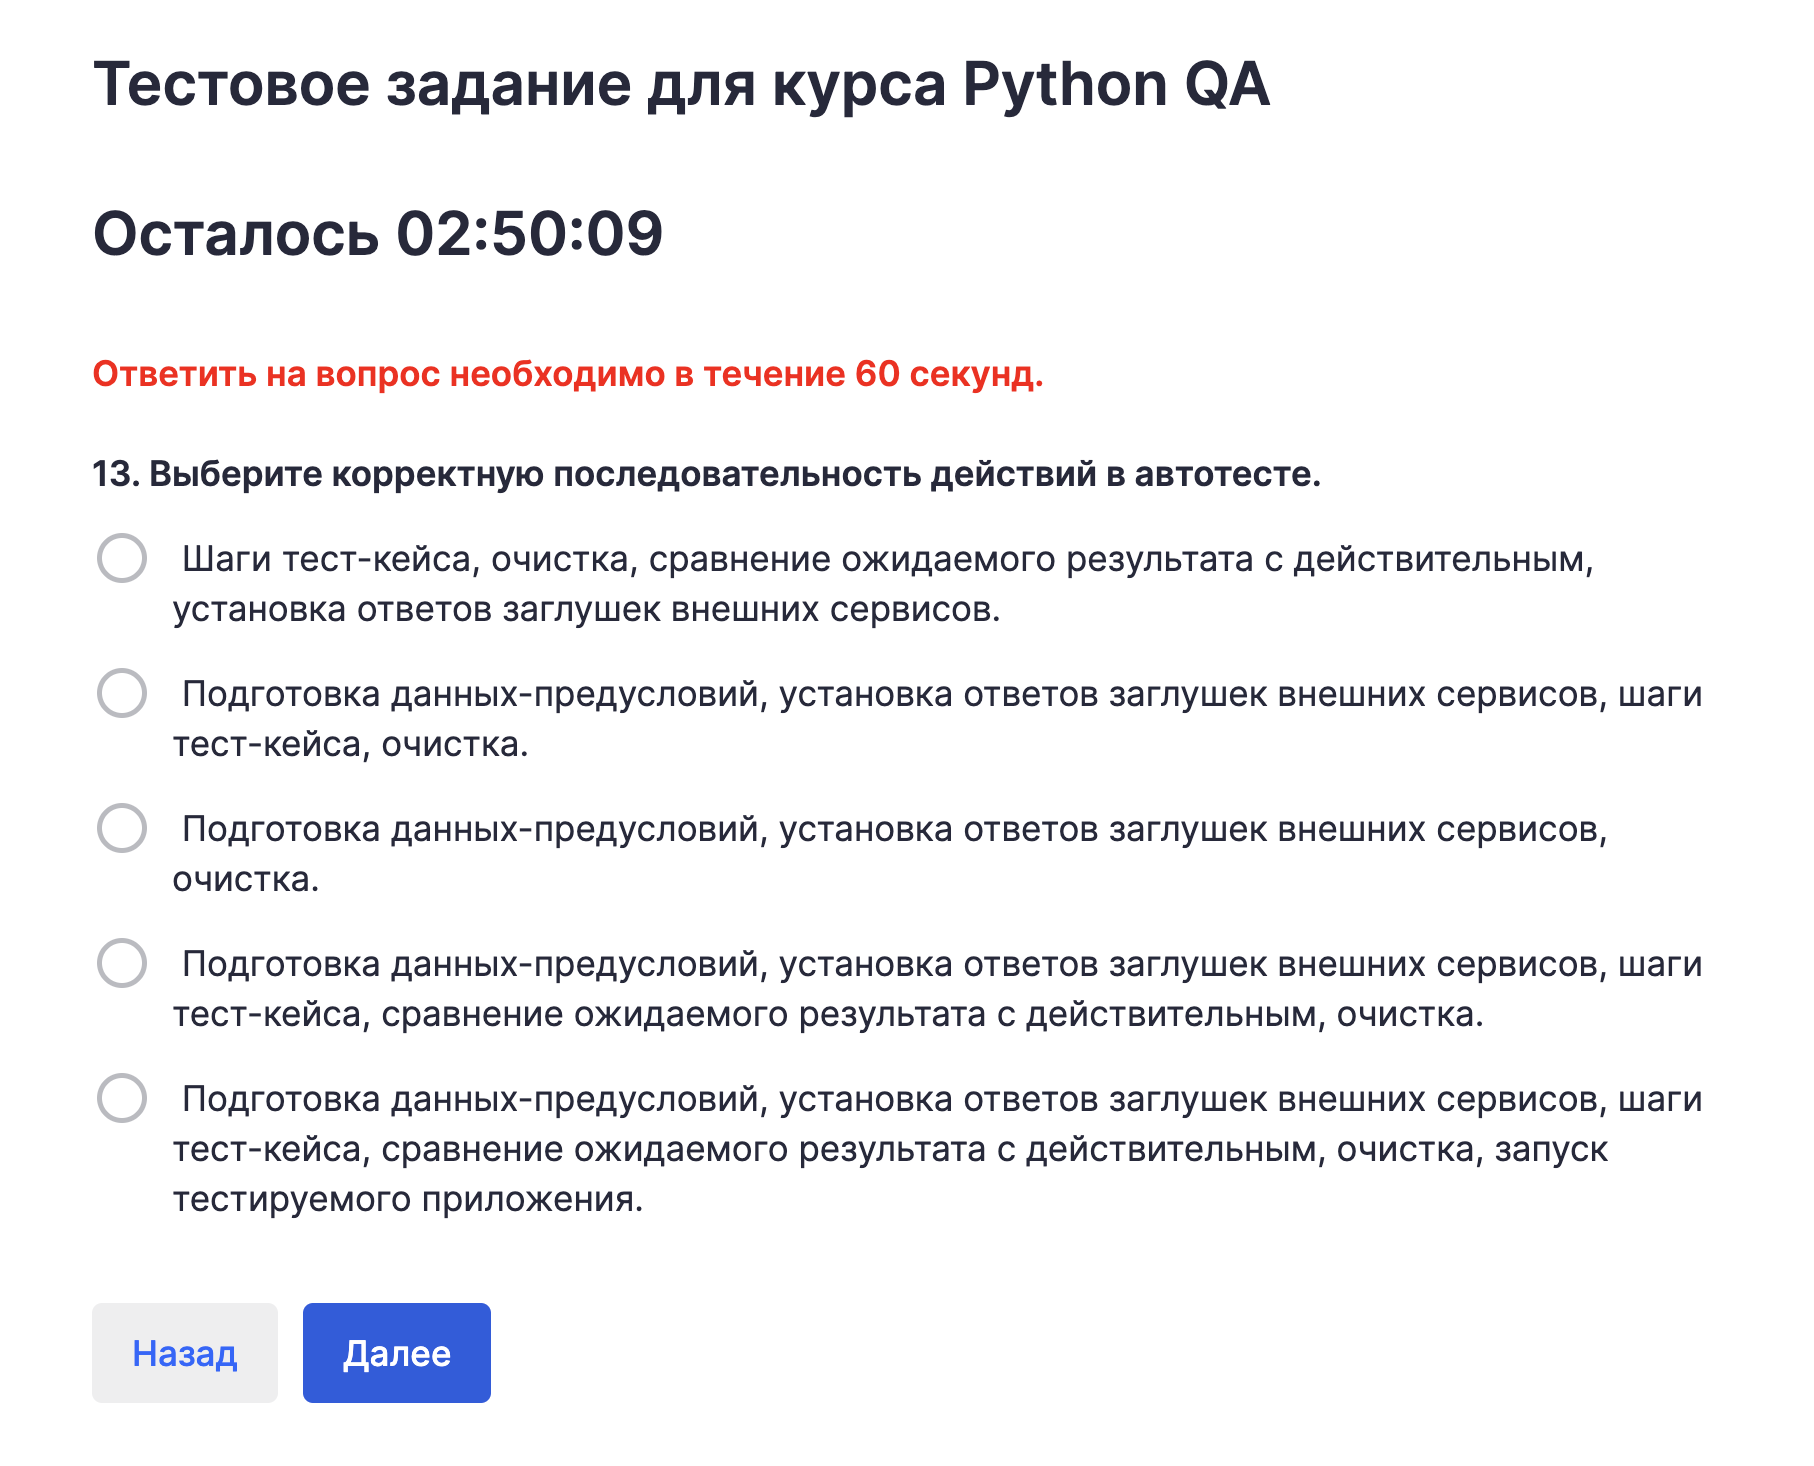 Тестовое задание для курса Python QA
Осталось 02:50:09
Ответить на вопрос необходимо в течение 60 секунд.
13. Выберите корректную последовательность действий в автотесте.
Шаги тест-кейса, очистка, сравнение ожидаемого результата с действительным,
установка ответов заглушек внешних сервисов.
Подготовка данных-предусловий, установка ответов заглушек внешних сервисов, шаги
тест-кейса, очистка.
Подготовка данных-предусловий, установка ответов заглушек внешних сервисов,
очистка.
Подготовка данных-предусловий, установка ответов заглушек внешних сервисов, шаги
тест-кейса, сравнение ожидаемого результата с действительным, очистка.
Подготовка данных-предусловий, установка ответов заглушек внешних сервисов, шаги
тест-кейса, сравнение ожидаемого результата с действительным, очистка, запуск
тестируемого приложения.
Назад Далее